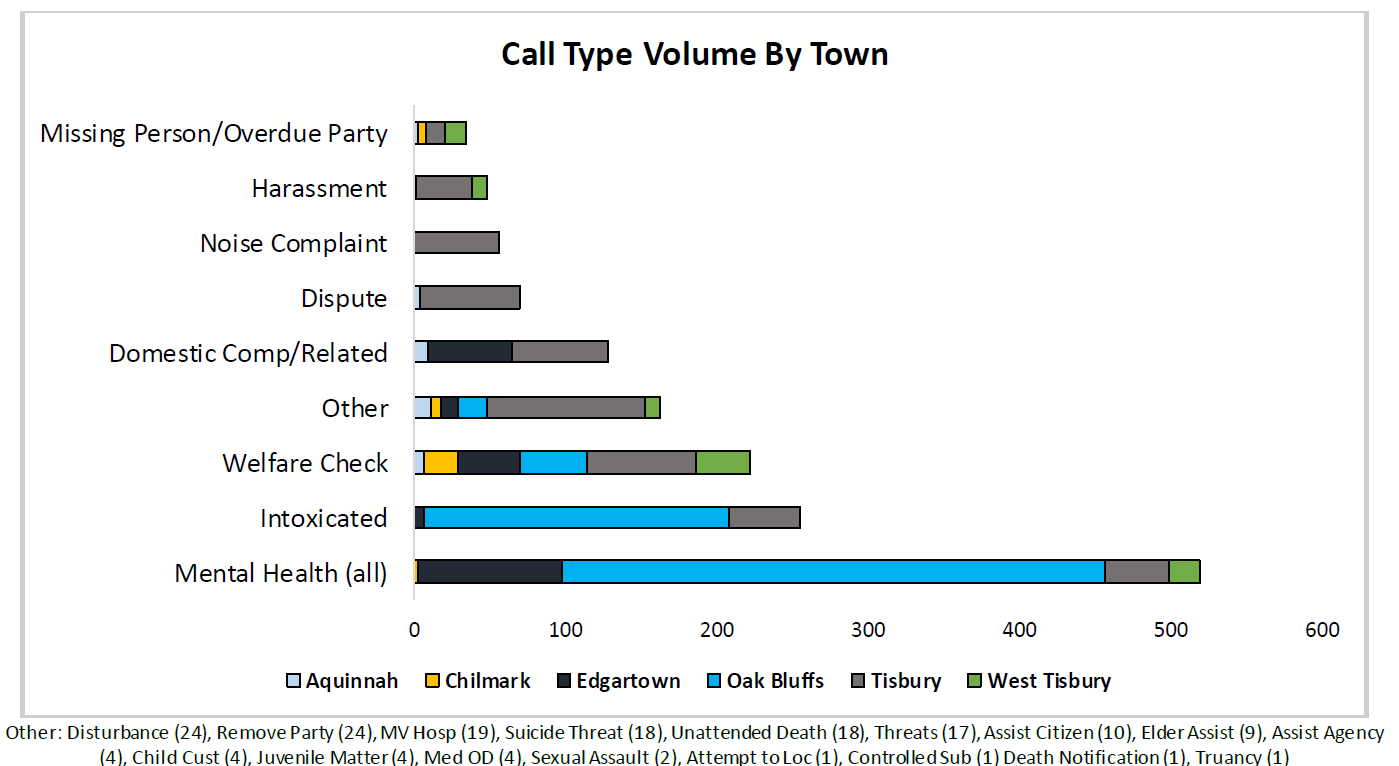 Call Type Volume By Town
Missing Person/Overdue Party
Harassment
Noise Complaint
Dispute
Domestic Comp/Related
Other
Welfare Check
Intoxicated
Mental Health (all)
0 100 200 300 400 500 600
Aquinnah Chilmark Edgartown Oak Bluffs Tisbury West Tisbury
Other: Disturbance (24), Remove Party (24), MV Hosp (19), Suicide Threat (18), Unattended Death (18), Threats (17), Assist Citizen (10), Elder Assist (9), Assist Agency
(4), Child Cust (4), Juvenile Matter (4), Med OD (4), Sexual Assault (2), Attempt to Loc (1), Controlled Sub (1) Death Notification (1), Truancy (1)